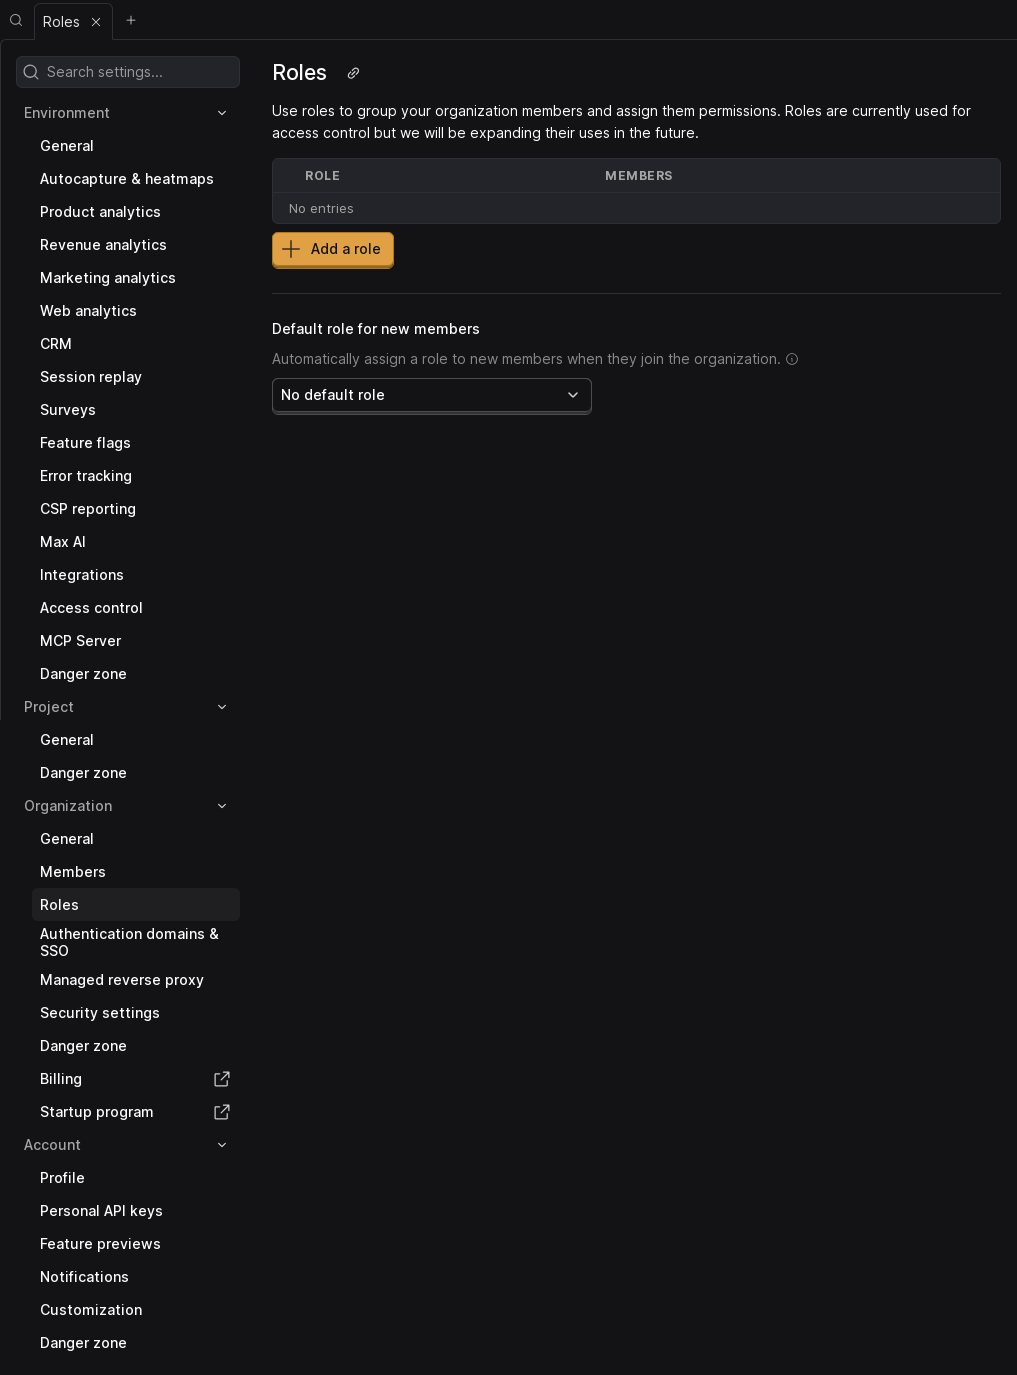 Roles
Search settings...
Environment
General
Autocapture & heatmaps
Product analytics
Revenue analytics
Marketing analytics
Web analytics
CRM
Session replay
Surveys
Feature flags
Error tracking
CSP reporting
Max AI
Integrations
Access control
MCP Server
Danger zone
Project
General
Danger zone
Organization
General
Members
Roles
Authentication domains &
SSO
Managed reverse proxy
Security settings
Danger zone
Billing
Startup program
Account
Profile
Personal API keys
Feature previews
Notifications
Customization
Danger zone
Roles
Use roles to group your organization members and assign them permissions. Roles are currently used for
access control but we will be expanding their uses in the future.
ROLE MEMBERS
No entries
Add a role
Default role for new members
Automatically assign a role to new members when they join the organization.
No default role